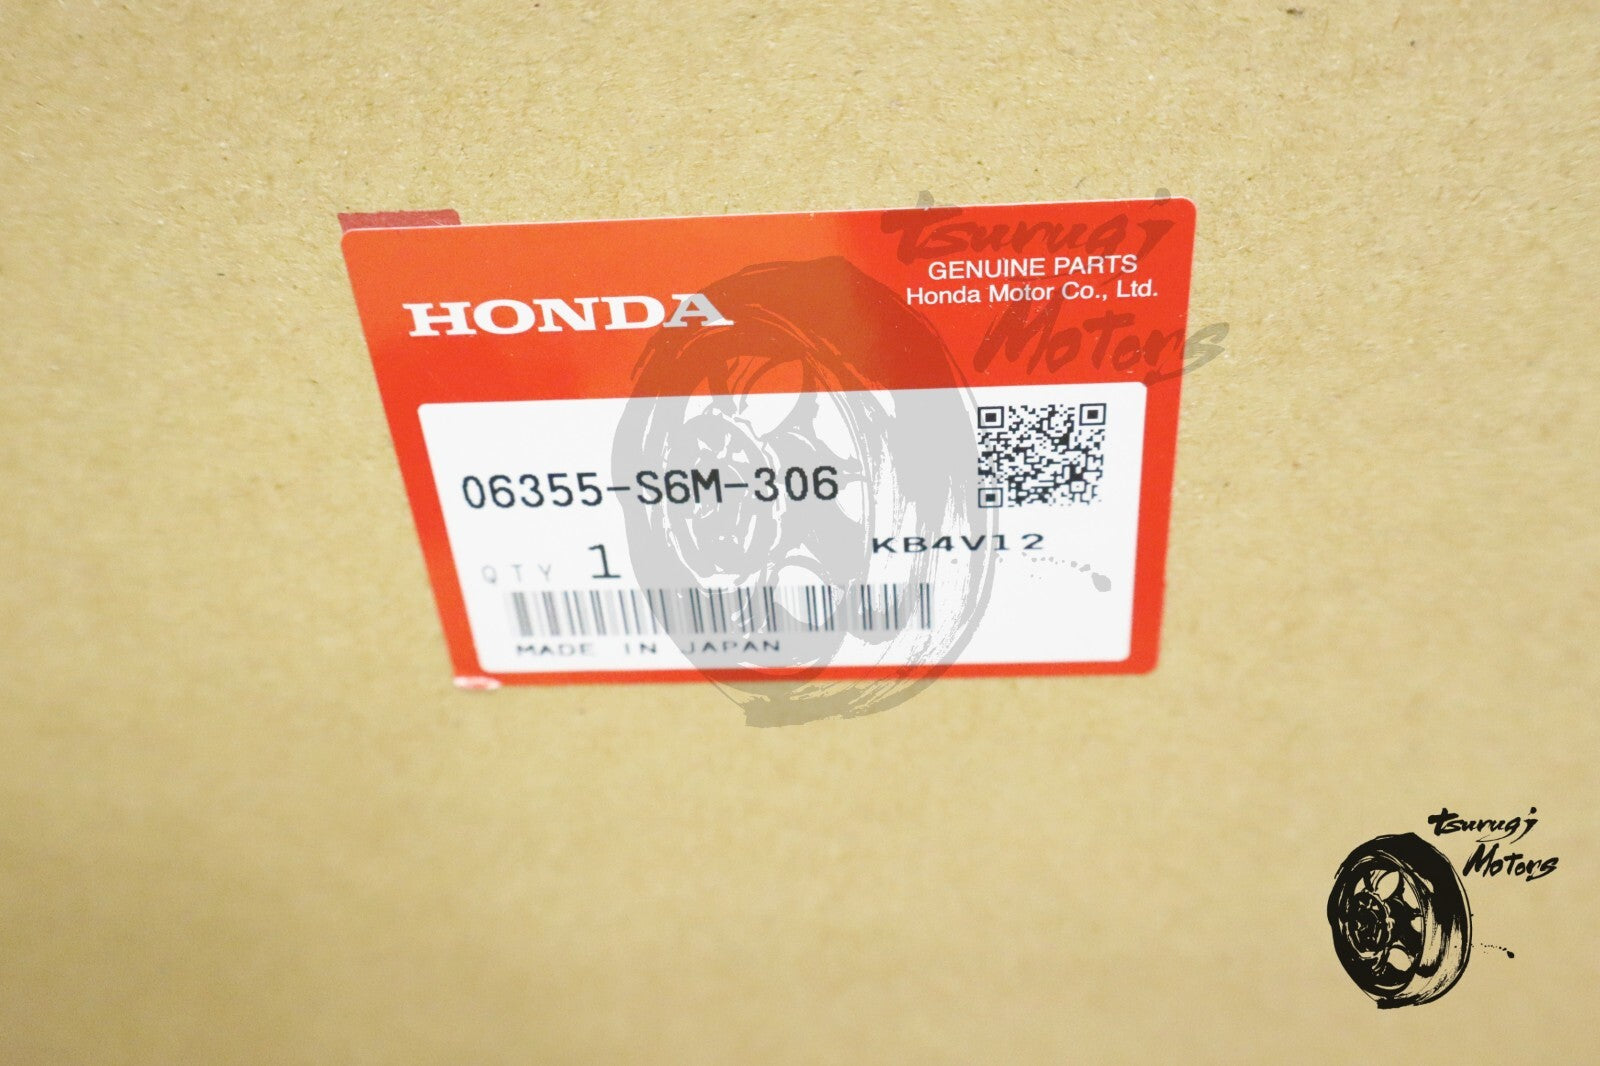 Tsurugi
Motors
GENUINE PARTS
Honda Motor Co., Ltd.
HONDA
06355-S6M-306
KB4V12
QTY 1
MADE IN JAPAN
Tsurugi
Motors